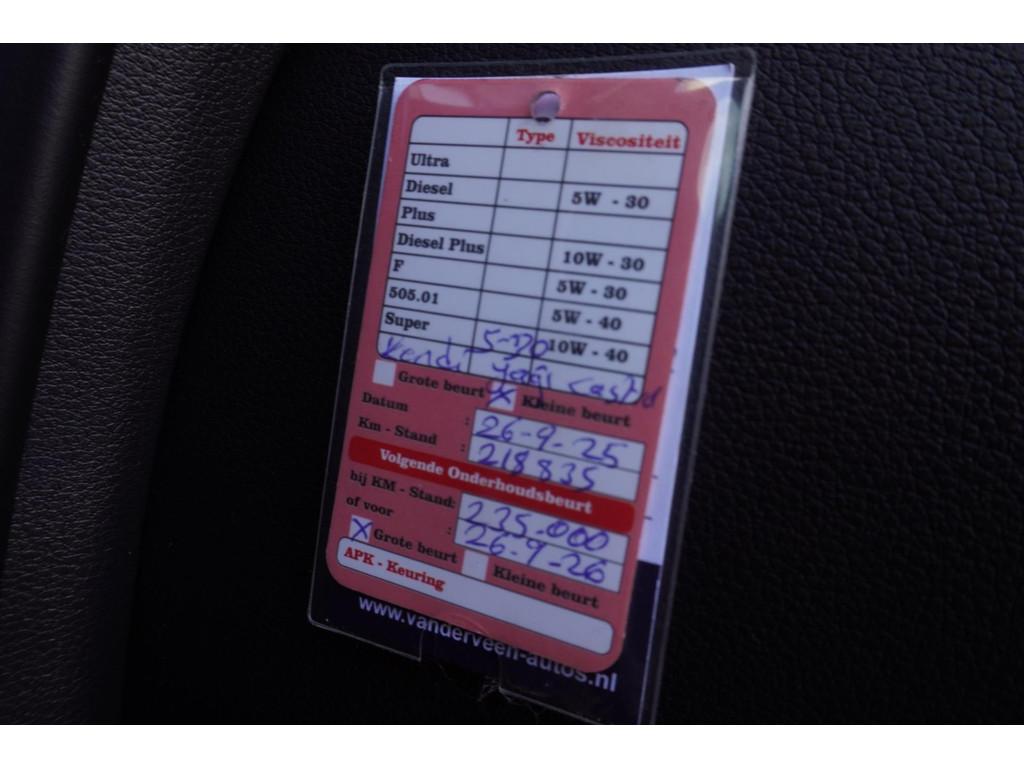 Type Viscositeit
Ultra
Diesel 5W - 30
Plus
Diesel Plus 10W - 30
F 5W - 30
505.01 5W - 40
Super 10W - 40
5-30
Grote beurt X Kleine beurt
Datum : 26-9-25
Km - Stand : 218835
Volgende Onderhoudsbeurt
bij KM - Stand: 235.000
of voor : 26-9-26
X Grote beurt Kleine beurt
APK - Keuring
www.vanderveen-autos.nl